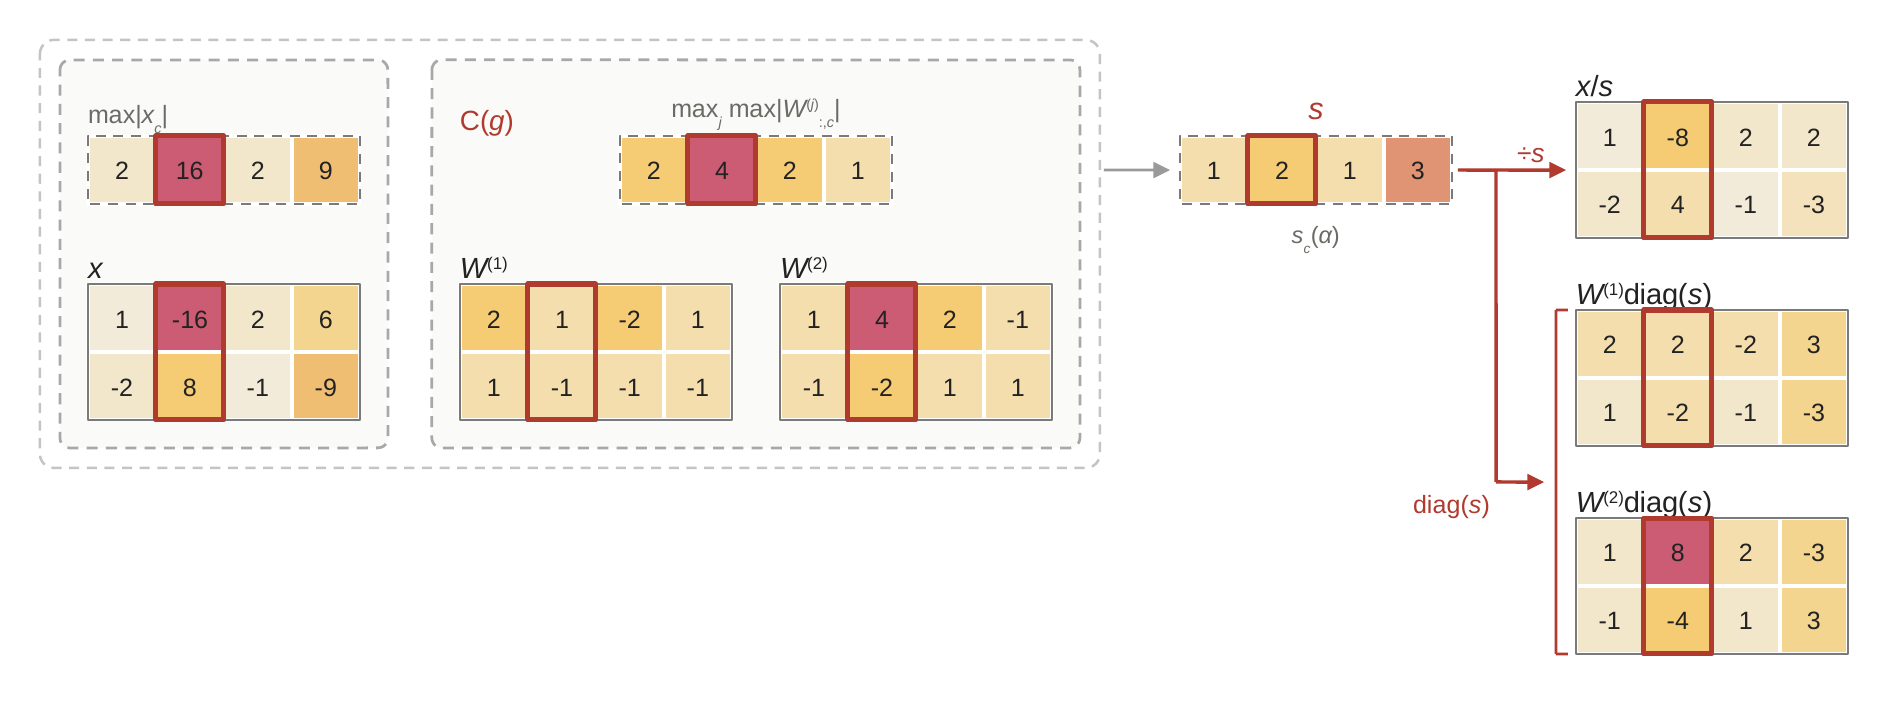 max|x_c|
2 16 2 9
x
1 -16 2 6
-2 8 -1 -9
C(g)
max_j max|W^(j)_:,c|
2 4 2 1
W^(1)
2 1 -2 1
1 -1 -1 -1
W^(2)
1 4 2 -1
-1 -2 1 1
s
1 2 1 3
s_c(α)
÷s
diag(s)
x/s
1 -8 2 2
-2 4 -1 -3
W^(1)diag(s)
2 2 -2 3
1 -2 -1 -3
W^(2)diag(s)
1 8 2 -3
-1 -4 1 3